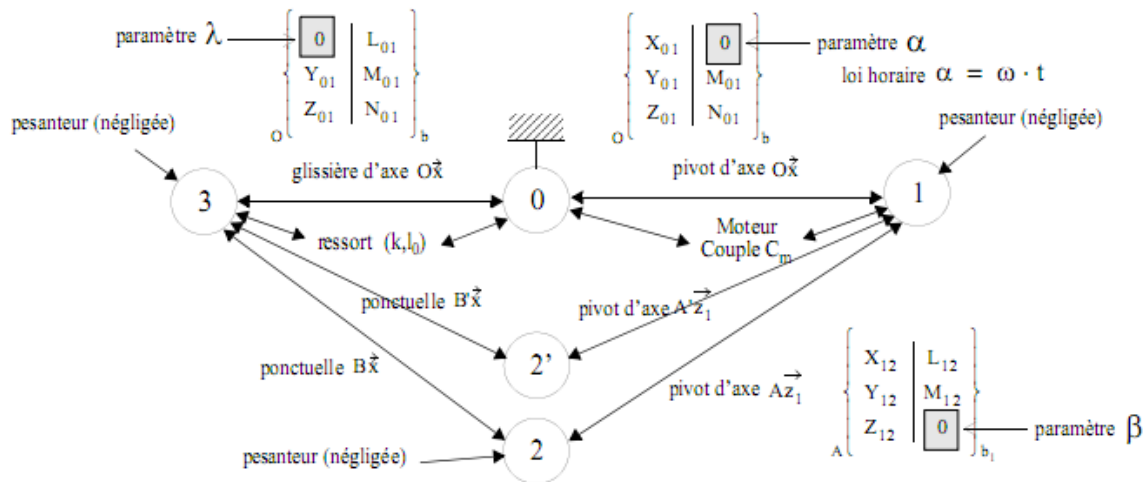 paramètre λ
0 L01
Y01 M01
Z01 N01
O b
X01 0
Y01 M01
Z01 N01
O b
paramètre α
loi horaire α = ω · t
pesanteur (négligée)
pesanteur (négligée)
glissière d'axe Ox⃗
pivot d'axe Ox⃗
3
0
1
ressort (k,l0)
Moteur
Couple Cm
ponctuelle B'x⃗
pivot d'axe A'z1⃗
2'
ponctuelle Bx⃗
pivot d'axe Az1⃗
X12 L12
Y12 M12
Z12 0
A b1
paramètre β
2
pesanteur (négligée)